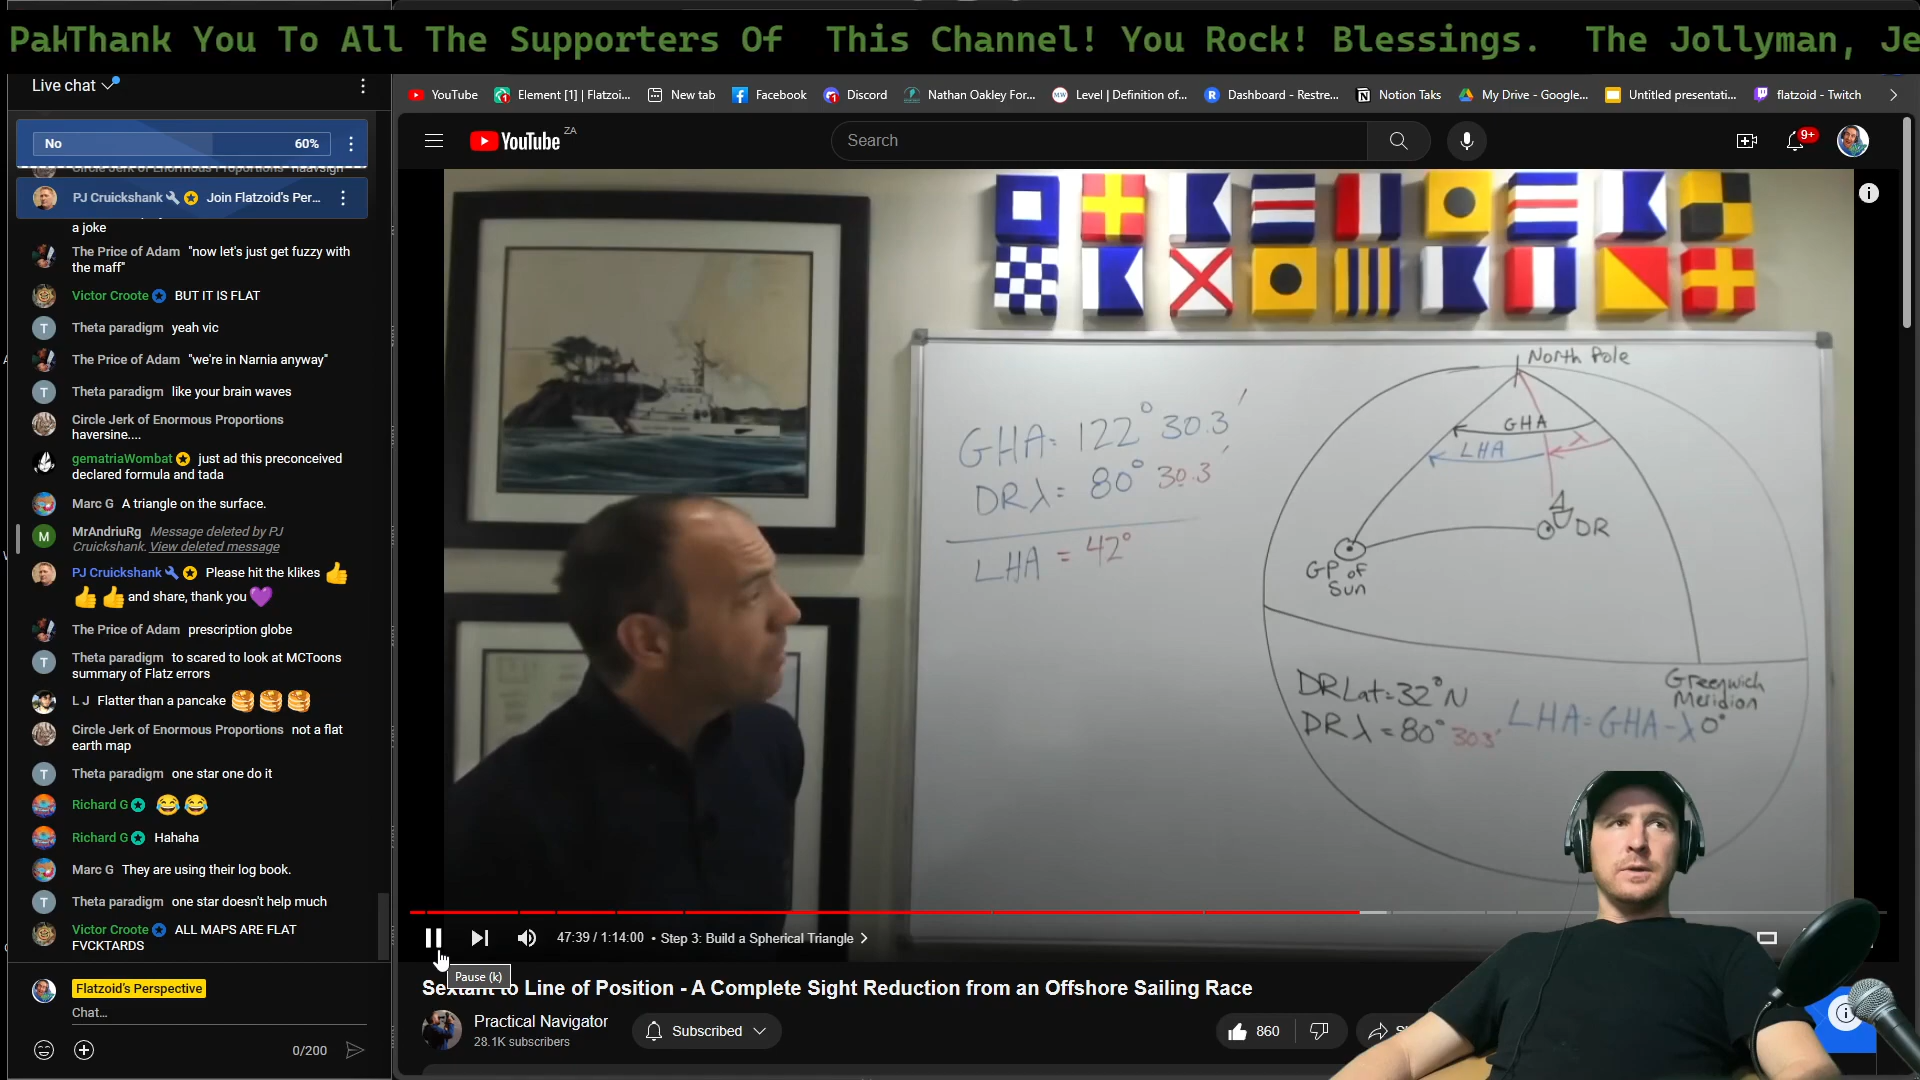 Pak Thank You To All The Supporters Of This Channel! You Rock! Blessings. The Jollyman, Je
Live chat
No 60%
PJ Cruickshank Join Flatzoid's Per...
a joke
The Price of Adam "now let's just get fuzzy with
the maff"
Victor Croote BUT IT IS FLAT
Theta paradigm yeah vic
The Price of Adam "we're in Narnia anyway"
Theta paradigm like your brain waves
Circle Jerk of Enormous Proportions
haversine....
gematriaWombat just ad this preconceived
declared formula and tada
Marc G A triangle on the surface.
MrAndriuRg Message deleted by PJ
Cruickshank. View deleted message
PJ Cruickshank Please hit the klikes 👍
👍 👍 and share, thank you 💜
The Price of Adam prescription globe
Theta paradigm to scared to look at MCToons
summary of Flatz errors
L J Flatter than a pancake 🥞 🥞 🥞
Circle Jerk of Enormous Proportions not a flat
earth map
Theta paradigm one star one do it
Richard G 😂 😂
Richard G Hahaha
Marc G They are using their log book.
Theta paradigm one star doesn't help much
Victor Croote ALL MAPS ARE FLAT
FVCKTARDS
Flatzoid's Perspective
Chat...
0/200
YouTube Element [1] | Flatzoi... New tab Facebook Discord Nathan Oakley For... Level | Definition of... Dashboard - Restre... Notion Tasks My Drive - Google... Untitled presentati... flatzoid - Twitch
YouTube ZA
Search
9+
North Pole
GHA: 122° 30.3'
DRλ= 80° 30.3'
LHA = 42°
GHA
LHA λ
DR
GP of
Sun
Greenwich
Meridion
0°
DR Lat=32°N
DRλ=80° 30.3'
LHA=GHA-λ
47:39 / 1:14:00 • Step 3: Build a Spherical Triangle
Pause (k)
Sextant to Line of Position - A Complete Sight Reduction from an Offshore Sailing Race
Practical Navigator
28.1K subscribers
Subscribed
860